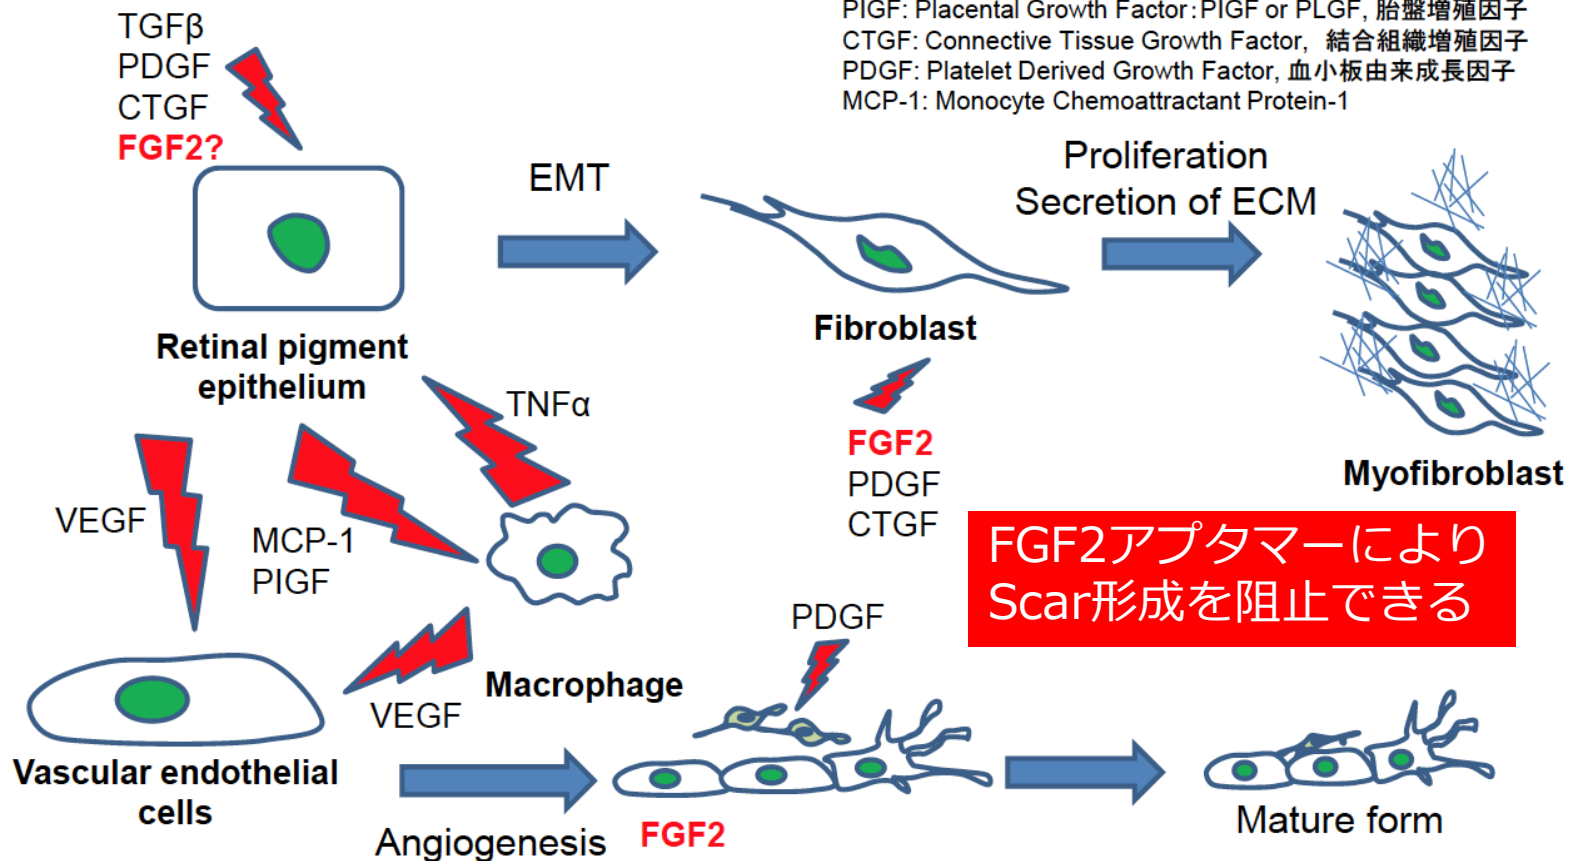 PIGF: Placental Growth Factor:PIGF or PLGF, 胎盤増殖因子
CTGF: Connective Tissue Growth Factor, 結合組織増殖因子
PDGF: Platelet Derived Growth Factor, 血小板由来成長因子
MCP-1: Monocyte Chemoattractant Protein-1
TGFβ
PDGF
CTGF
FGF2?
EMT
Proliferation
Secretion of ECM
Retinal pigment
epithelium
Fibroblast
Myofibroblast
TNFα
FGF2
PDGF
CTGF
VEGF
MCP-1
PIGF
FGF2アプタマーにより
Scar形成を阻止できる
PDGF
Macrophage
VEGF
Vascular endothelial
cells
Angiogenesis
FGF2
Mature form